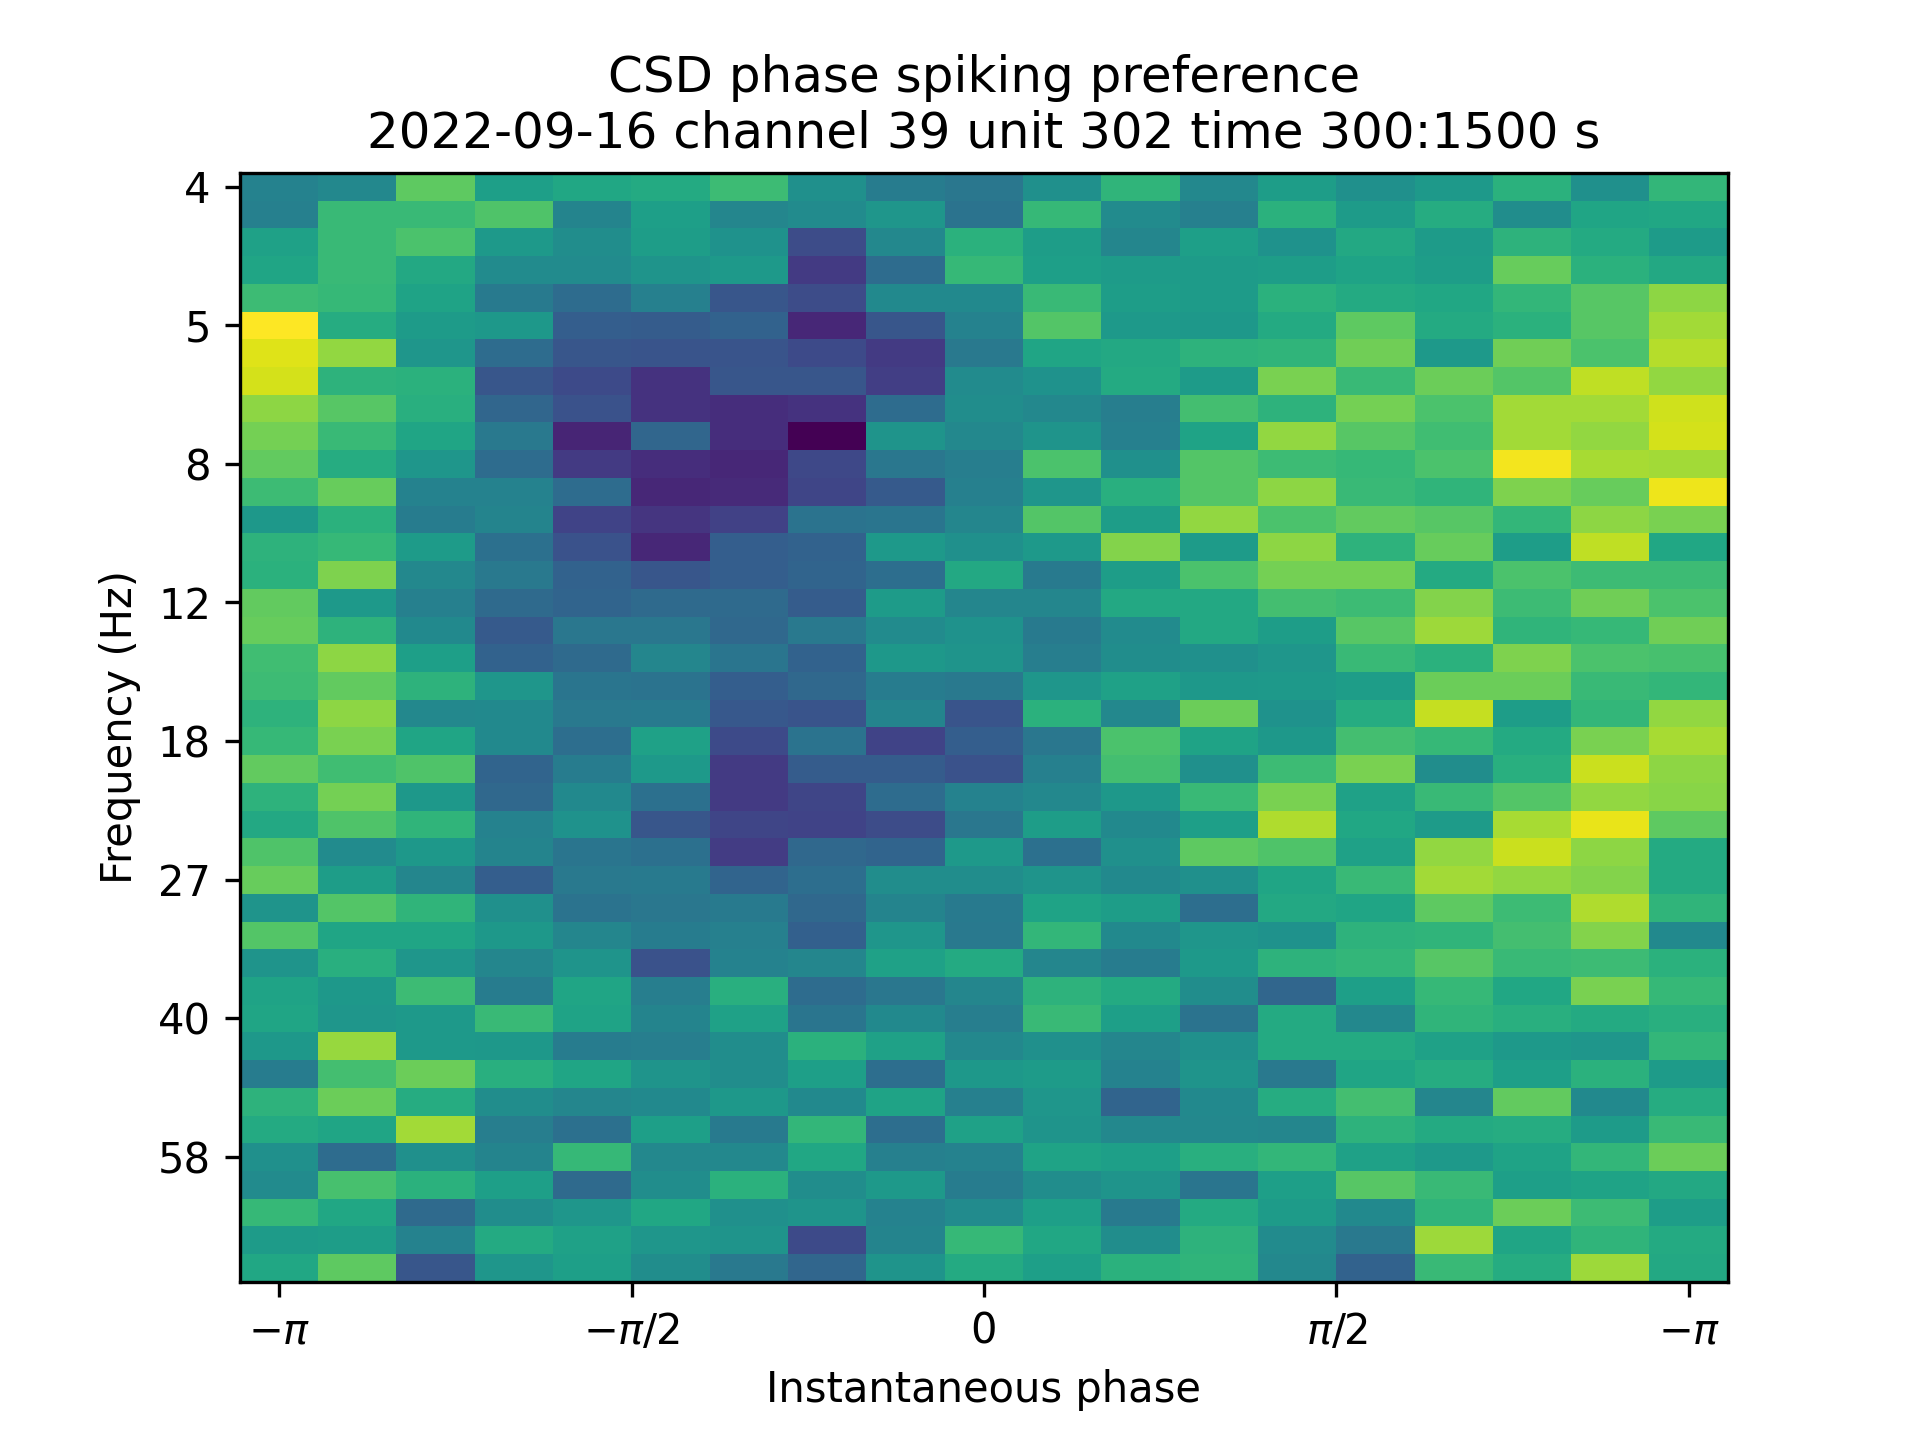 CSD phase spiking preference
2022-09-16 channel 39 unit 302 time 300:1500 s
4
5
8
12
18
27
40
58
Frequency (Hz)
−π
−π/2
0
π/2
−π
Instantaneous phase